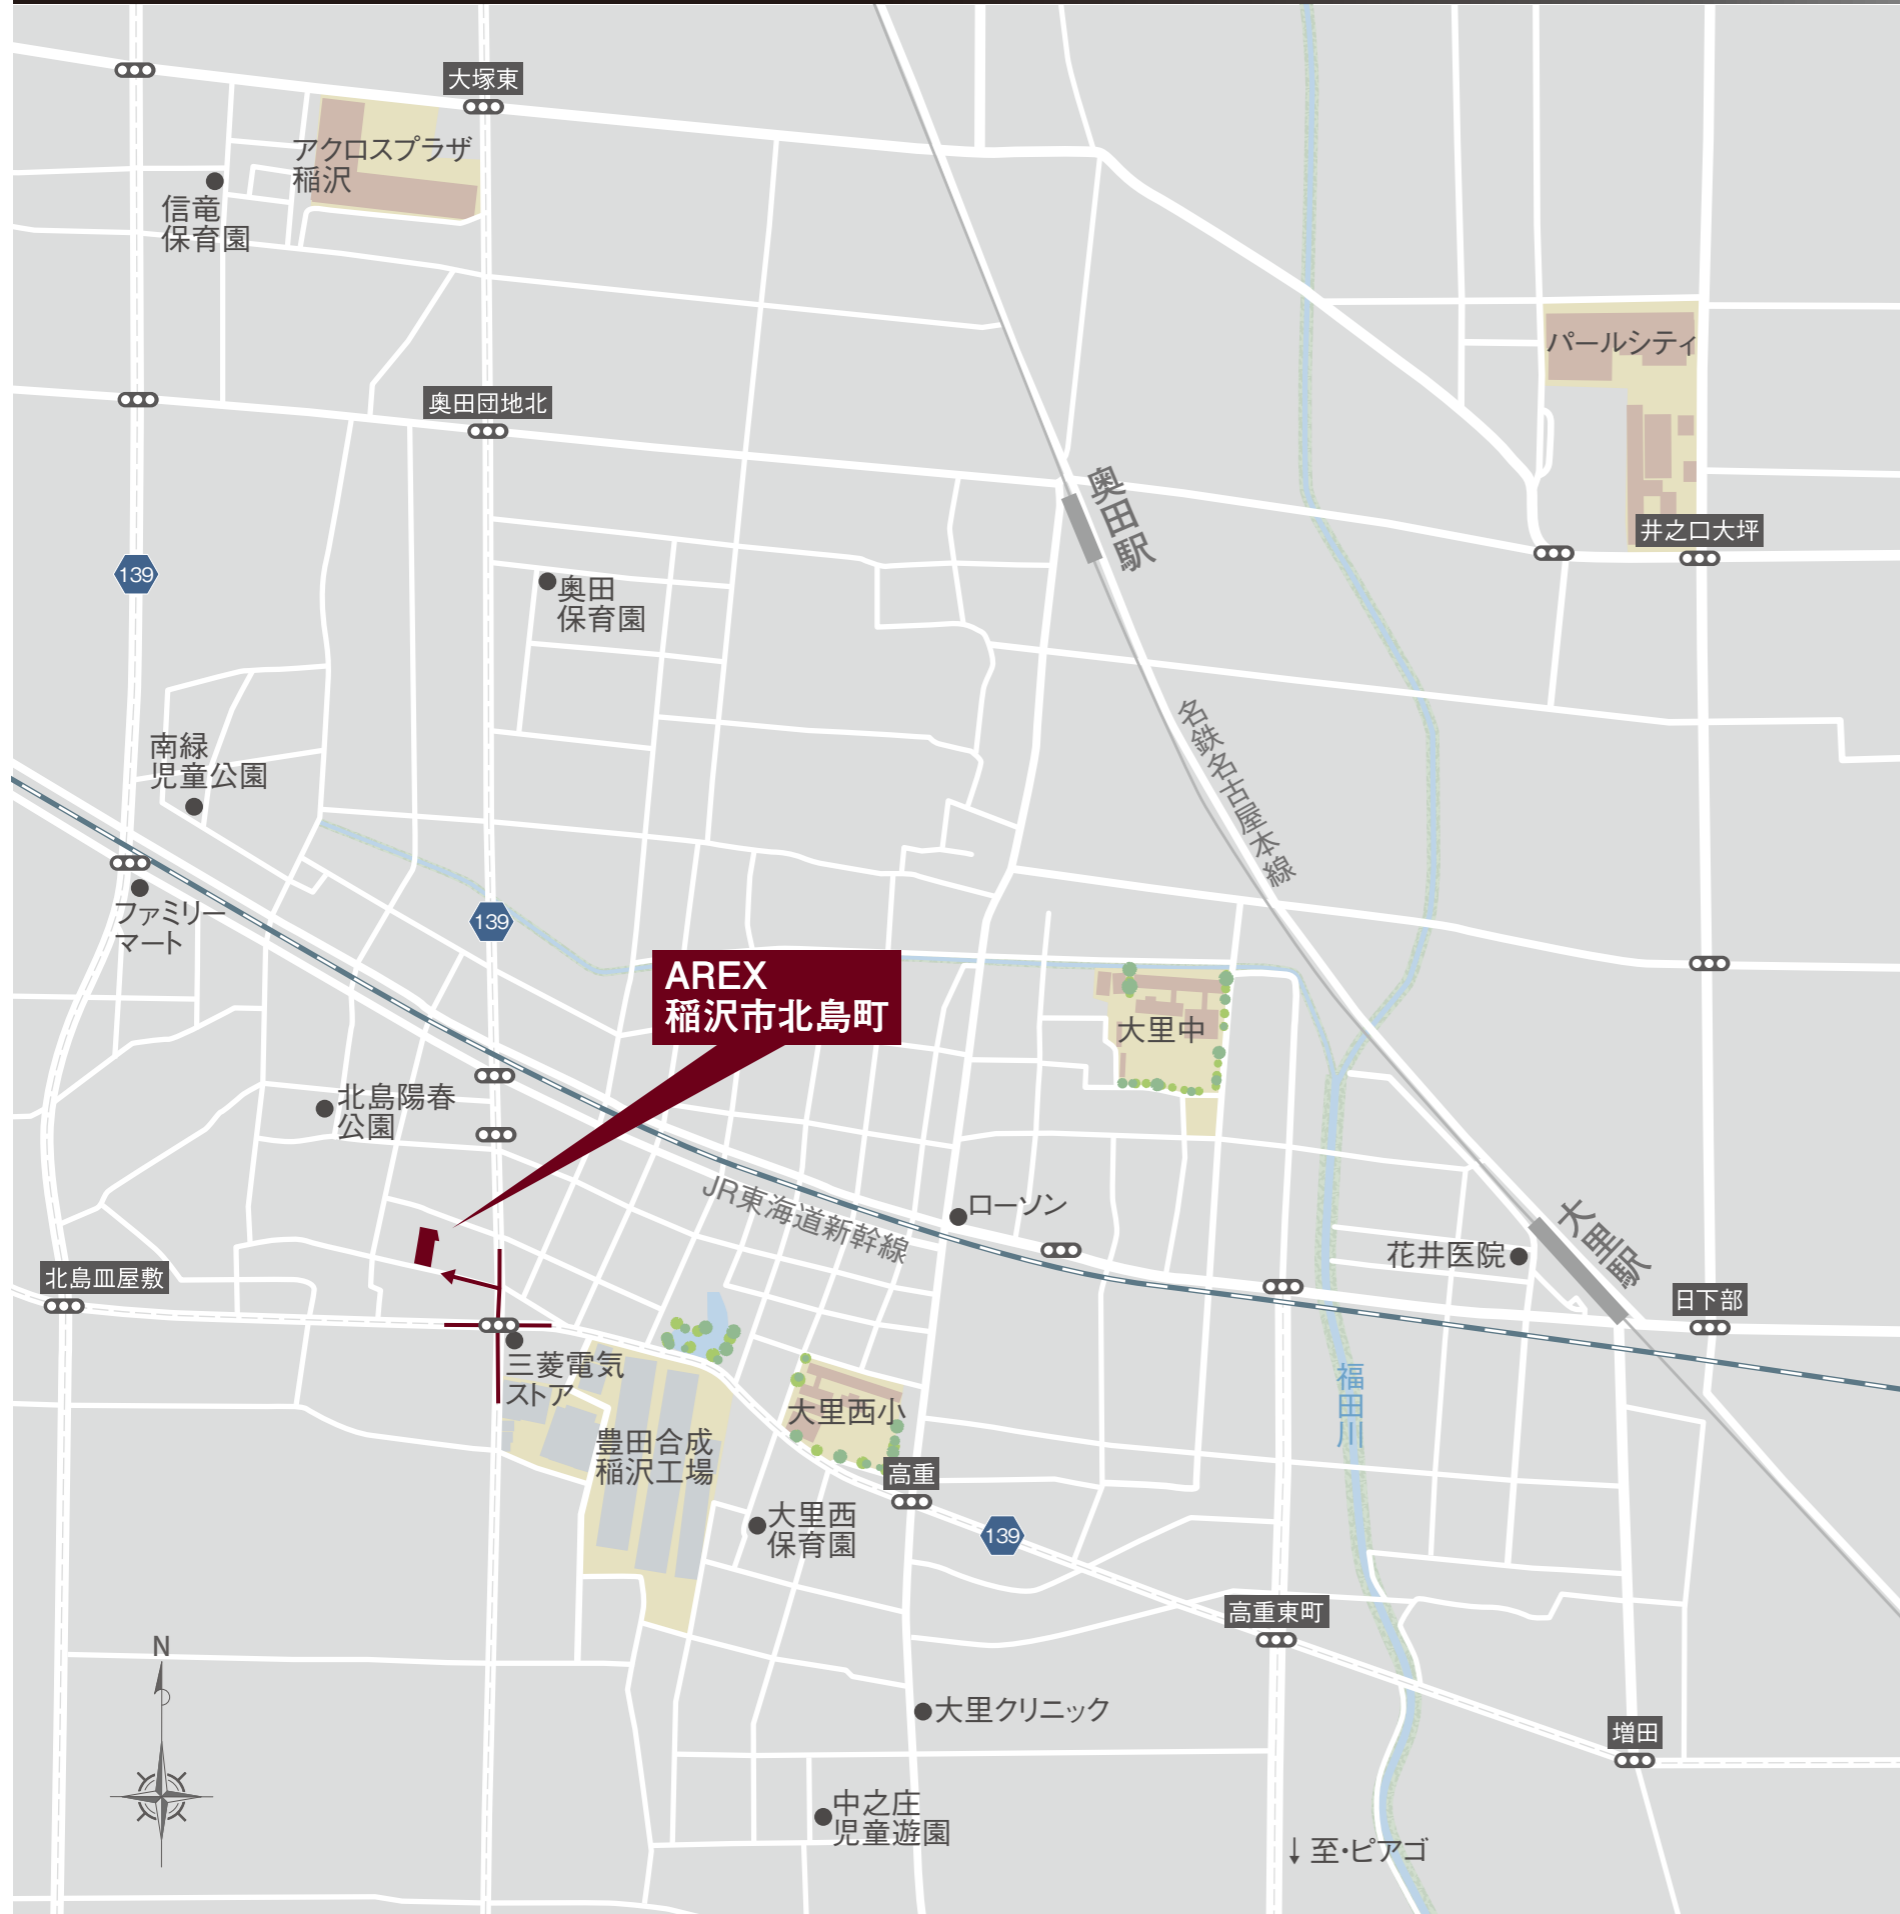 大塚東
アクロスプラザ
稲沢
信竜
保育園
パールシティ
奥田団地北
奥田駅
井之口大坪
139
奥田
保育園
名鉄名古屋本線
南緑
児童公園
ファミリー
マート
139
AREX
稲沢市北島町
大里中
北島陽春
公園
JR東海道新幹線
ローソン
花井医院
大里駅
北島皿屋敷
日下部
三菱電気
ストア
福田川
大里西小
豊田合成
稲沢工場
高重
大里西
保育園
139
高重東町
N
大里クリニック
増田
中之庄
児童遊園
↓ 至・ピアゴ